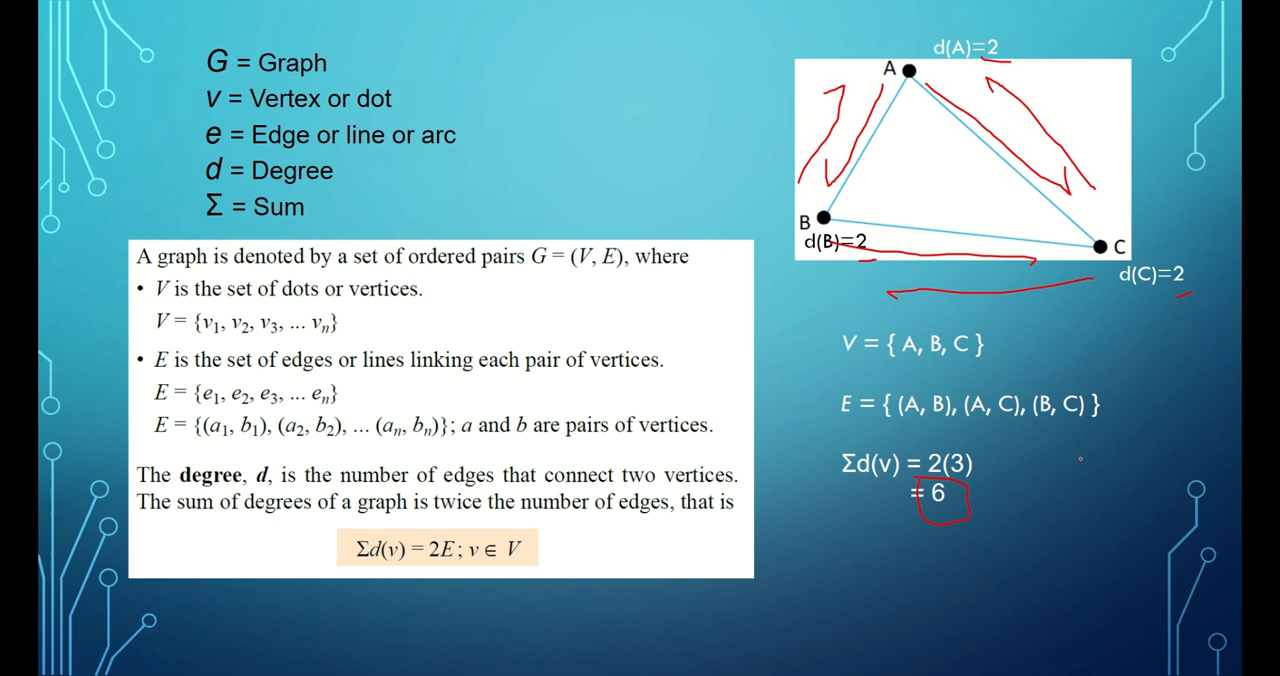 G = Graph
v = Vertex or dot
e = Edge or line or arc
d = Degree
Σ = Sum
A graph is denoted by a set of ordered pairs G = (V, E), where
• V is the set of dots or vertices.
V = {v₁, v₂, v₃, ... vₙ}
• E is the set of edges or lines linking each pair of vertices.
E = {e₁, e₂, e₃, ... eₙ}
E = {(a₁, b₁), (a₂, b₂), ... (aₙ, bₙ)}; a and b are pairs of vertices.
The degree, d, is the number of edges that connect two vertices.
The sum of degrees of a graph is twice the number of edges, that is
Σd(v) = 2E ; v ∈ V
d(A)=2
A
B
d(B)=2
C
d(C)=2
V = { A, B, C }
E = { (A, B), (A, C), (B, C) }
Σd(v) = 2(3)
= 6